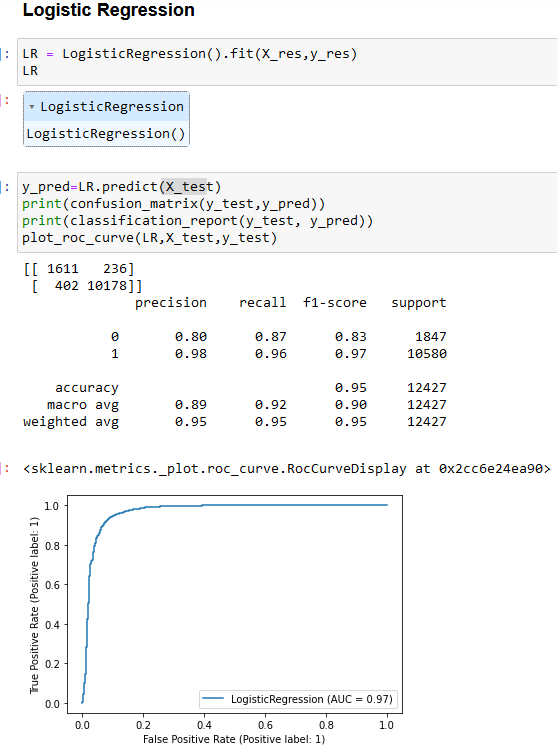 Logistic Regression
]: LR = LogisticRegression().fit(X_res,y_res)
LR
]: ▾ LogisticRegression
LogisticRegression()
]: y_pred=LR.predict(X_test)
print(confusion_matrix(y_test,y_pred))
print(classification_report(y_test, y_pred))
plot_roc_curve(LR,X_test,y_test)
[[ 1611   236]
 [  402 10178]]
precision    recall  f1-score   support
0       0.80      0.87      0.83      1847
1       0.98      0.96      0.97     10580
accuracy                           0.95     12427
macro avg       0.89      0.92      0.90     12427
weighted avg       0.95      0.95      0.95     12427
]: <sklearn.metrics._plot.roc_curve.RocCurveDisplay at 0x2cc6e24ea90>
1.0
0.8
0.6
0.4
0.2
0.0
True Positive Rate (Positive label: 1)
LogisticRegression (AUC = 0.97)
0.0 0.2 0.4 0.6 0.8 1.0
False Positive Rate (Positive label: 1)